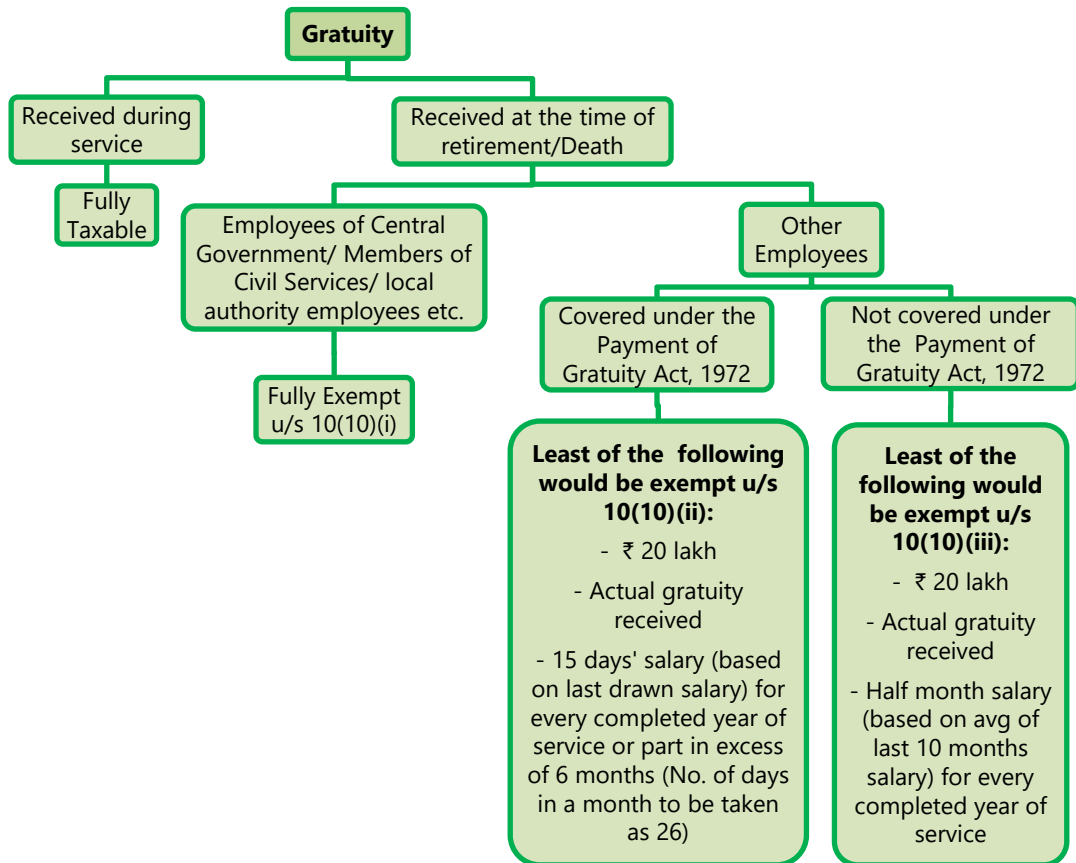 Gratuity
Received during
service
Fully
Taxable
Received at the time of
retirement/Death
Employees of Central
Government/ Members of
Civil Services/ local
authority employees etc.
Fully Exempt
u/s 10(10)(i)
Other
Employees
Covered under the
Payment of
Gratuity Act, 1972
Least of the following
would be exempt u/s
10(10)(ii):
- ₹ 20 lakh
- Actual gratuity
received
- 15 days' salary (based
on last drawn salary) for
every completed year of
service or part in excess
of 6 months (No. of days
in a month to be taken
as 26)
Not covered under
the Payment of
Gratuity Act, 1972
Least of the
following would
be exempt u/s
10(10)(iii):
- ₹ 20 lakh
- Actual gratuity
received
- Half month salary
(based on avg of
last 10 months
salary) for every
completed year of
service